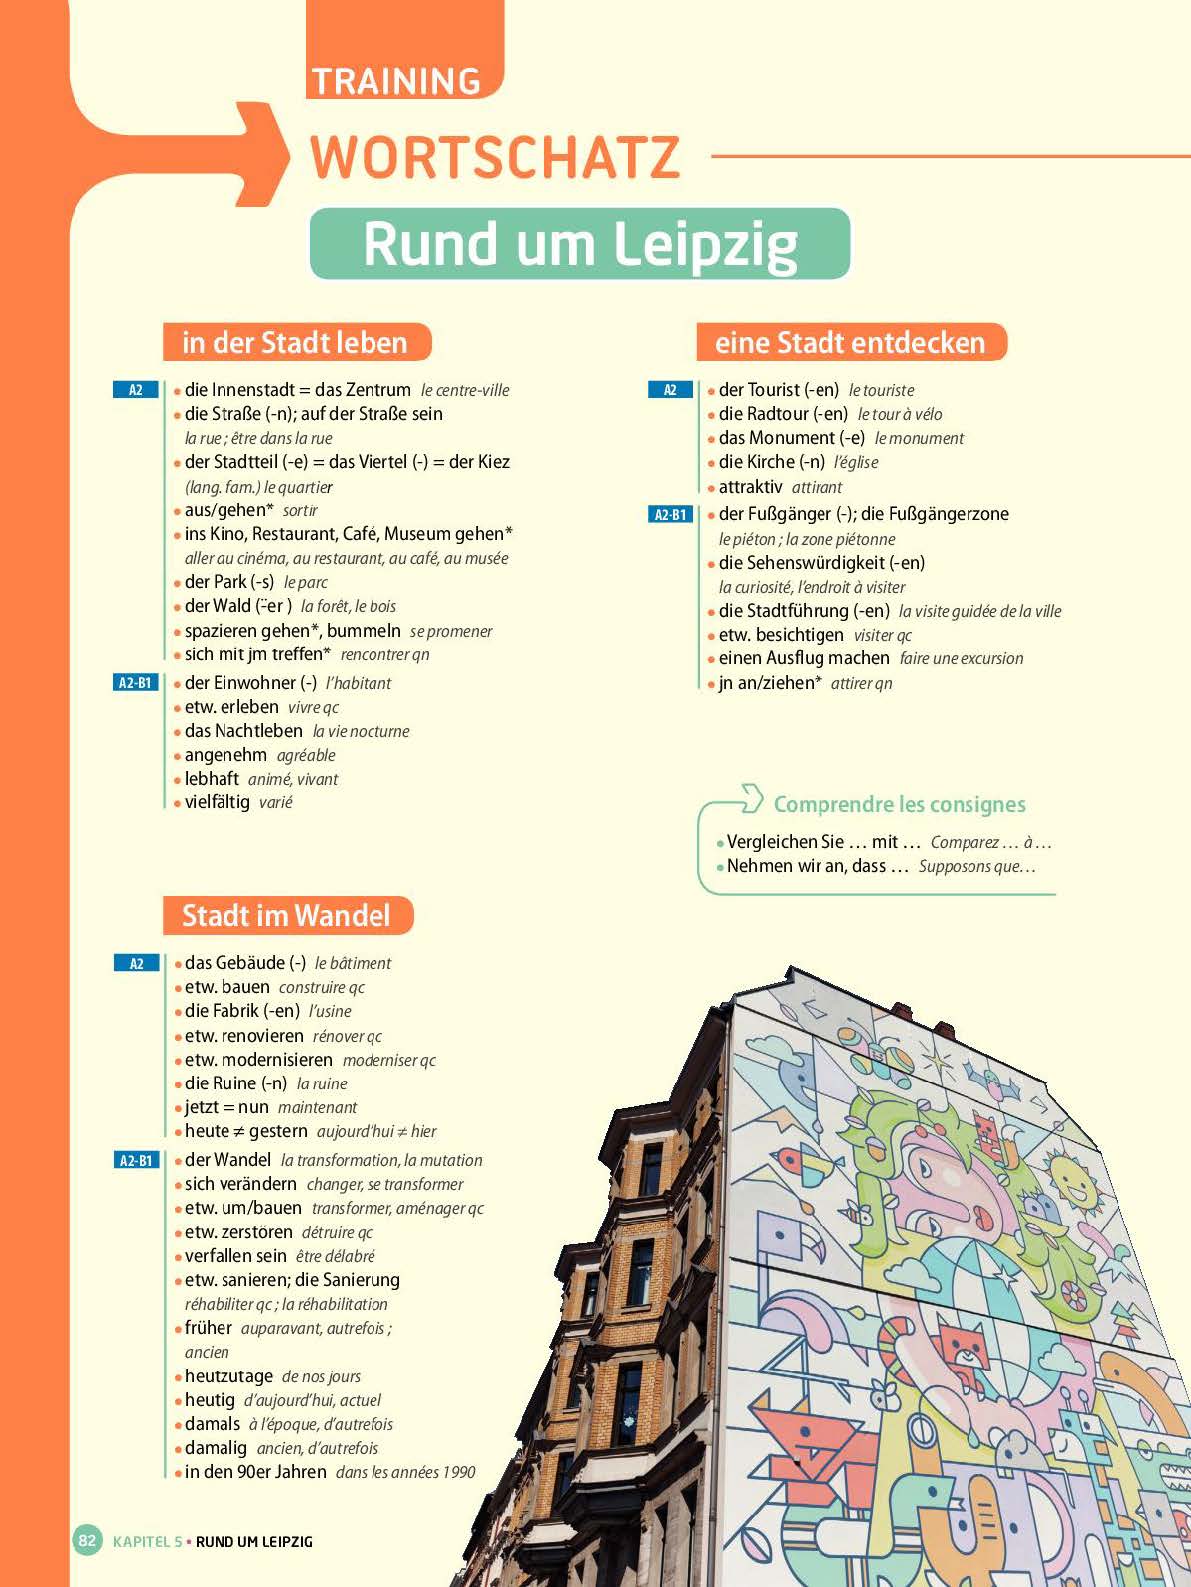 TRAINING
WORTSCHATZ
Rund um Leipzig
in der Stadt leben
A2
• die Innenstadt = das Zentrum le centre-ville
• die Straße (-n); auf der Straße sein
la rue ; être dans la rue
• der Stadtteil (-e) = das Viertel (-) = der Kiez
(lang. fam.) le quartier
• aus/gehen* sortir
• ins Kino, Restaurant, Café, Museum gehen*
aller au cinéma, au restaurant, au café, au musée
• der Park (-s) le parc
• der Wald (¨-er ) la forêt, le bois
• spazieren gehen*, bummeln se promener
• sich mit jm treffen* rencontrer qn
A2-B1
• der Einwohner (-) l'habitant
• etw. erleben vivre qc
• das Nachtleben la vie nocturne
• angenehm agréable
• lebhaft animé, vivant
• vielfältig varié
eine Stadt entdecken
A2
• der Tourist (-en) le touriste
• die Radtour (-en) le tour à vélo
• das Monument (-e) le monument
• die Kirche (-n) l'église
• attraktiv attirant
A2-B1
• der Fußgänger (-); die Fußgängerzone
le piéton ; la zone piétonne
• die Sehenswürdigkeit (-en)
la curiosité, l'endroit à visiter
• die Stadtführung (-en) la visite guidée de la ville
• etw. besichtigen visiter qc
• einen Ausflug machen faire une excursion
• jn an/ziehen* attirer qn
Comprendre les consignes
• Vergleichen Sie … mit … Comparez … à …
• Nehmen wir an, dass … Supposons que…
Stadt im Wandel
A2
• das Gebäude (-) le bâtiment
• etw. bauen construire qc
• die Fabrik (-en) l'usine
• etw. renovieren rénover qc
• etw. modernisieren moderniser qc
• die Ruine (-n) la ruine
• jetzt = nun maintenant
• heute ≠ gestern aujourd'hui ≠ hier
A2-B1
• der Wandel la transformation, la mutation
• sich verändern changer, se transformer
• etw. um/bauen transformer, aménager qc
• etw. zerstören détruire qc
• verfallen sein être délabré
• etw. sanieren; die Sanierung
réhabiliter qc ; la réhabilitation
• früher auparavant, autrefois ;
ancien
• heutzutage de nos jours
• heutig d'aujourd'hui, actuel
• damals à l'époque, d'autrefois
• damalig ancien, d'autrefois
• in den 90er Jahren dans les années 1990
82 KAPITEL 5 • RUND UM LEIPZIG